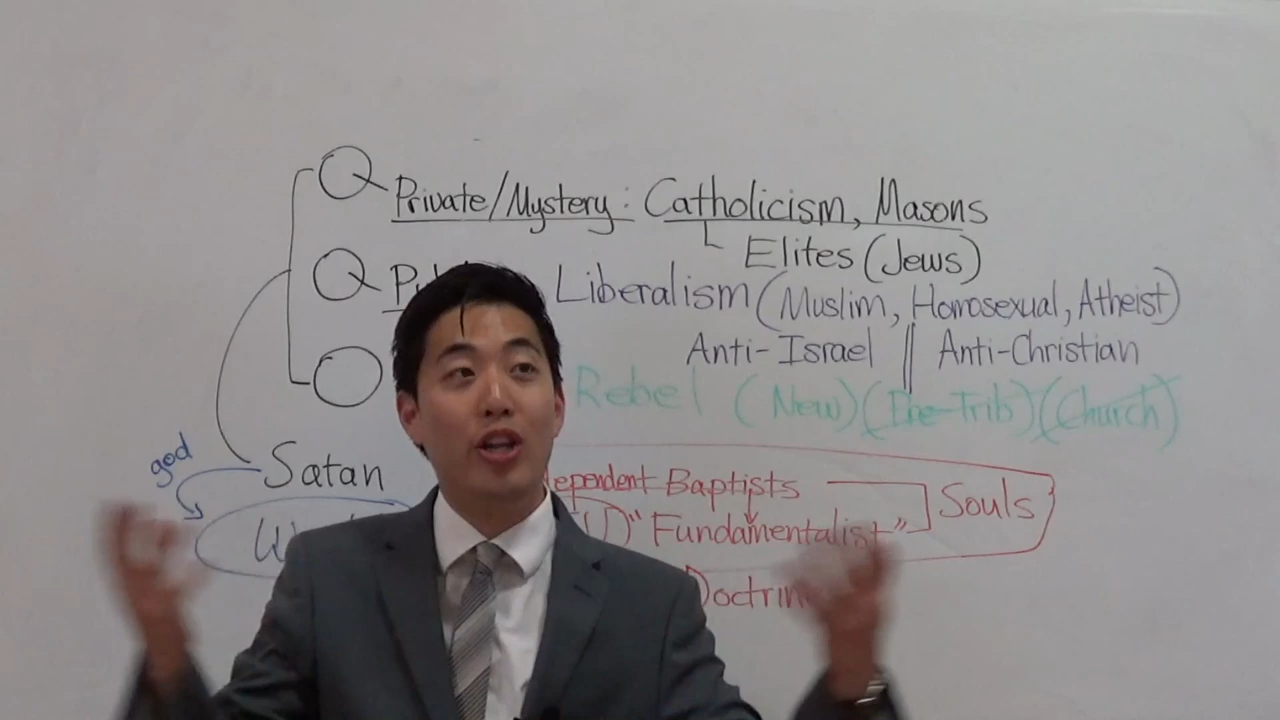 Private/Mystery: Catholicism, Masons
Elites (Jews)
Liberalism (Muslim, Homosexual, Atheist)
Anti-Israel || Anti-Christian
Rebel (New) (Pre-Trib) (Church)
god
Satan
Baptists
Souls
"Fundamentalist"